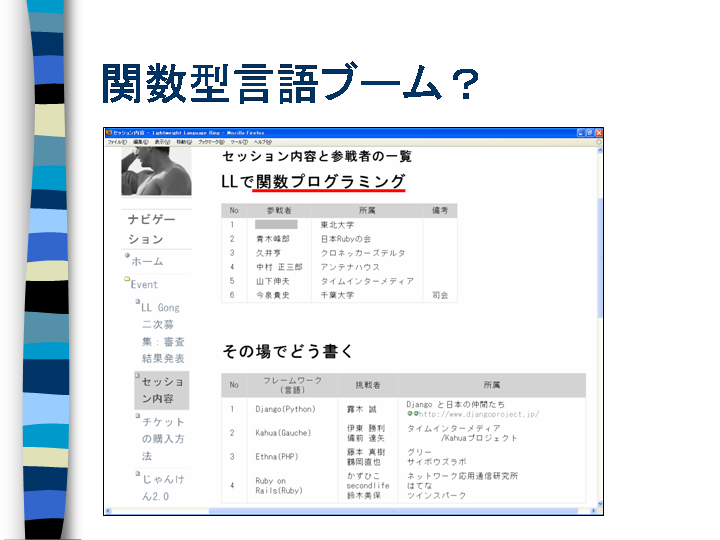 関数型言語ブーム？
セッション内容 - Lightweight Language Ring - Mozilla Firefox
ファイル(F) 編集(E) 表示(V) 移動(G) ブックマーク(B) ツール(T) ヘルプ(H)
ナビゲー
ション
ホーム
Event
LL Gong
二次募
集：審査
結果発表
セッショ
ン内容
チケット
の購入方
法
じゃんけ
ん2.0
セッション内容と参戦者の一覧
LLで関数プログラミング
No 参戦者 所属 備考
1 東北大学
2 青木峰郎 日本Rubyの会
3 久井亨 クロネッカーズデルタ
4 中村 正三郎 アンテナハウス
5 山下伸夫 タイムインターメディア
6 今泉貴史 千葉大学 司会
その場でどう書く
No フレームワーク 挑戦者 所属
（言語）
1 Django(Python) 露木 誠 Django と日本の仲間たち
http://www.djangoproject.jp/
2 Kahua(Gauche) 伊東 勝利 タイムインターメディア
備前 達矢 /Kahuaプロジェクト
3 Ethna(PHP) 藤本 真樹 グリー
鶴岡直也 サイボウズラボ
4 Ruby on かずひこ ネットワーク応用通信研究所
Rails(Ruby) secondlife はてな
鈴木美保 ツインスパーク